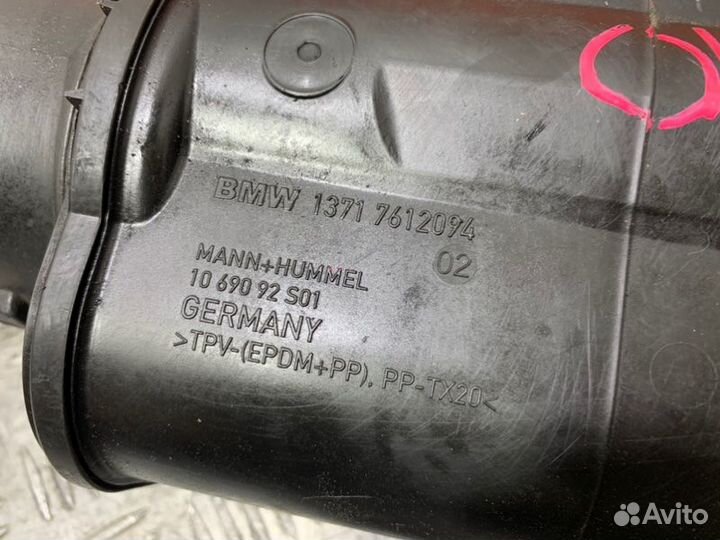 BMW 1371 7612094
02
MANN+HUMMEL
10 690 92 S01
GERMANY
>TPV-(EPDM+PP), PP-TX20<
Avito